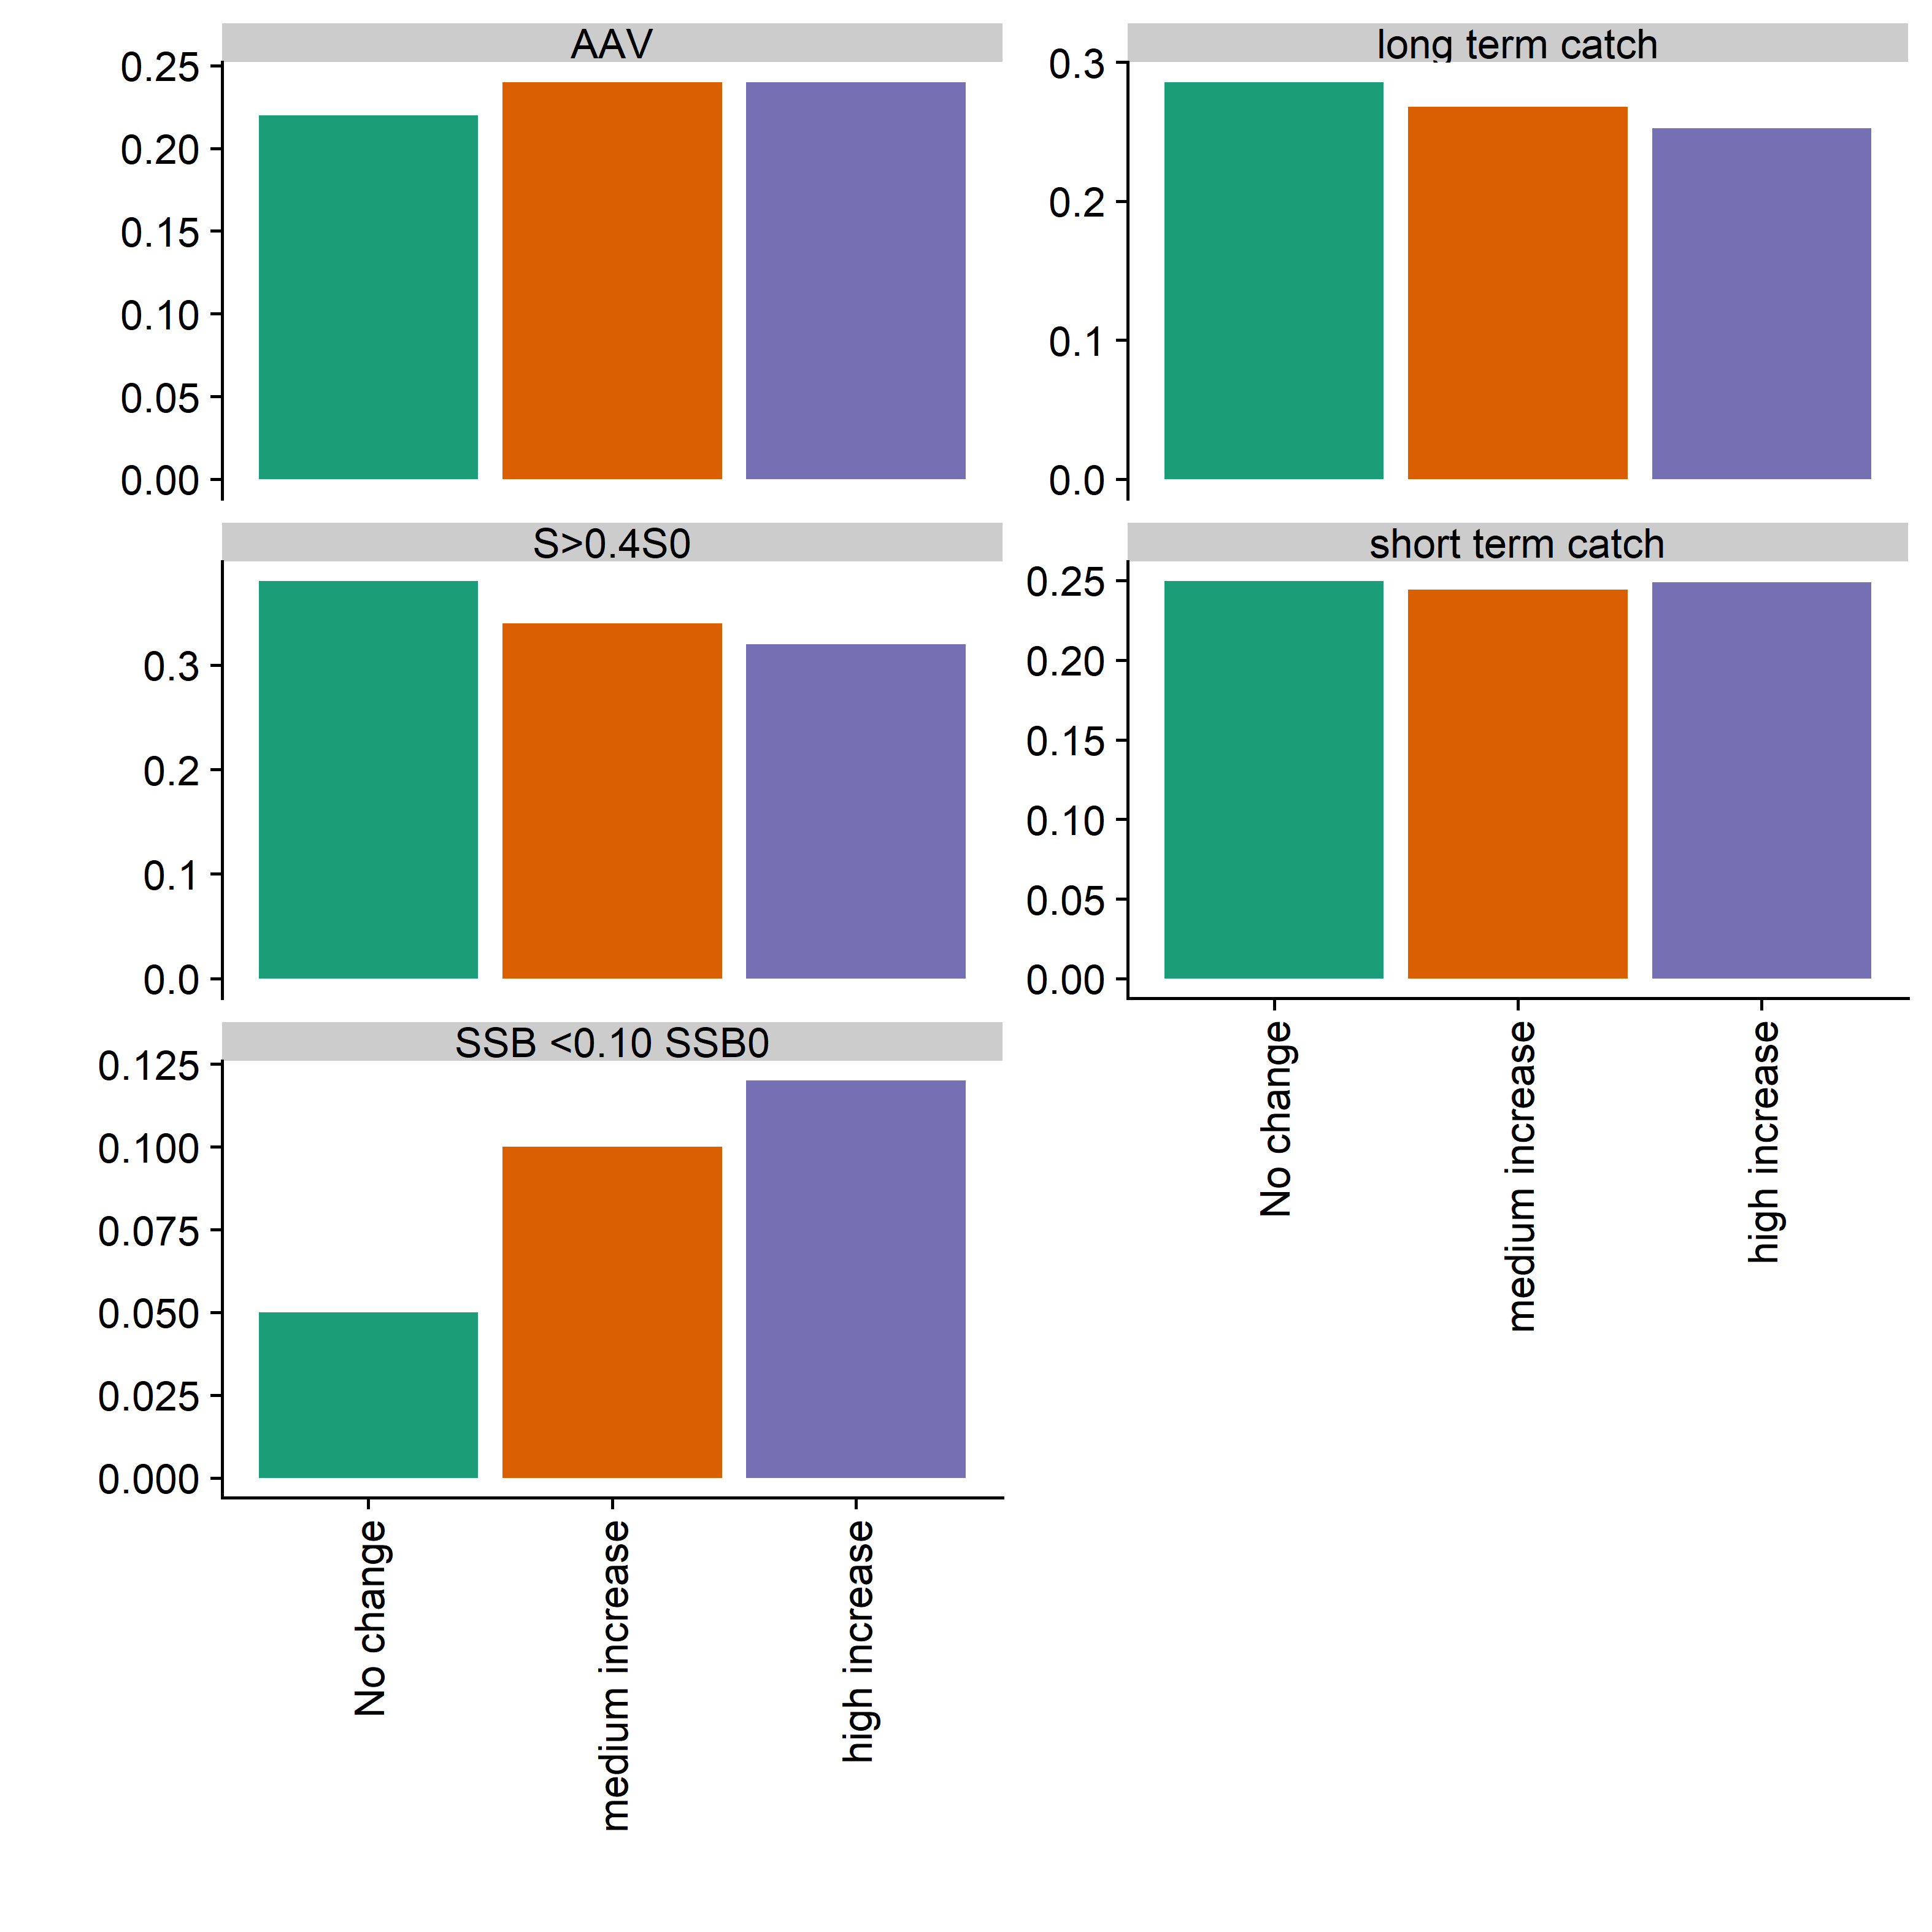 AAV
0.25
0.20
0.15
0.10
0.05
0.00
long term catch
0.3
0.2
0.1
0.0
S>0.4S0
0.3
0.2
0.1
0.0
short term catch
0.25
0.20
0.15
0.10
0.05
0.00
No change
medium increase
high increase
SSB <0.10 SSB0
0.125
0.100
0.075
0.050
0.025
0.000
No change
medium increase
high increase